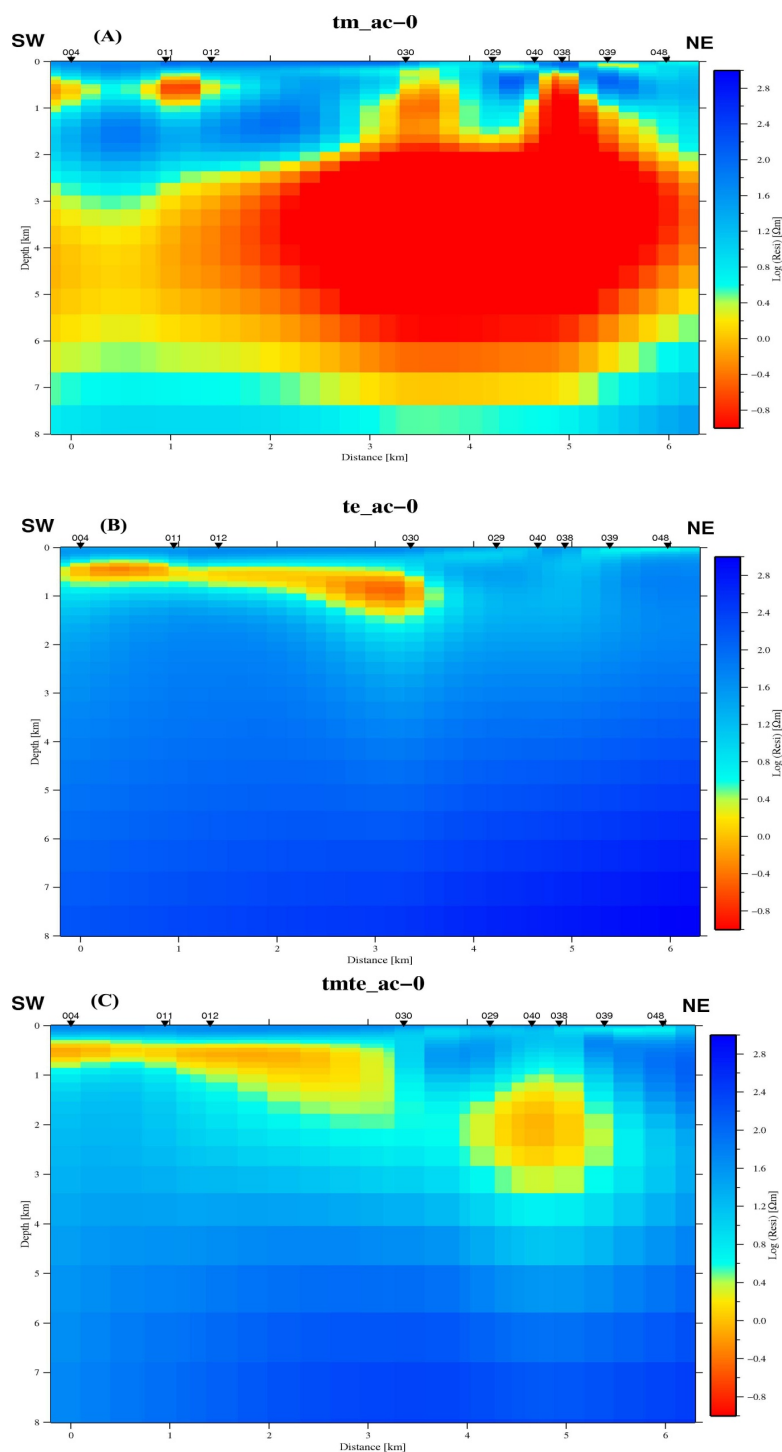 tm_ac−0
SW (A) NE
004 011 012 030 029 040 038 039 048
0
1
2
3
4
5
6
7
8
Depth [km]
0 1 2 3 4 5 6
Distance [km]
2.8
2.4
2.0
1.6
1.2
0.8
0.4
0.0
−0.4
−0.8
Log (Resi) [Ωm]
te_ac−0
SW (B) NE
004 011 012 030 029 040 038 039 048
0
1
2
3
4
5
6
7
8
Depth [km]
0 1 2 3 4 5 6
Distance [km]
2.8
2.4
2.0
1.6
1.2
0.8
0.4
0.0
−0.4
−0.8
Log (Resi) [Ωm]
tmte_ac−0
SW (C) NE
004 011 012 030 029 040 038 039 048
0
1
2
3
4
5
6
7
8
Depth [km]
0 1 2 3 4 5 6
Distance [km]
2.8
2.4
2.0
1.6
1.2
0.8
0.4
0.0
−0.4
−0.8
Log (Resi) [Ωm]